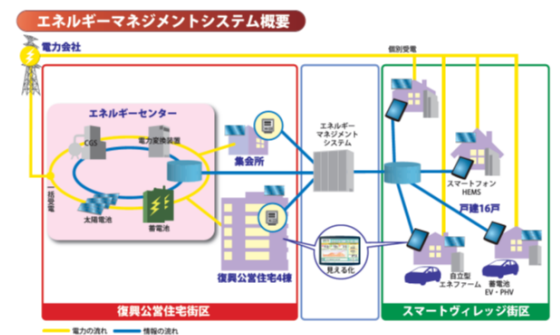 エネルギーマネジメントシステム概要
電力会社
個別受電
エネルギーセンター
CGS
電力変換装置
一括受電
太陽電池
蓄電池
集会所
復興公営住宅4棟
エネルギー
マネジメント
システム
見える化
スマートフォン
HEMS
戸建16戸
自立型
エネファーム
蓄電池
EV・PHV
復興公営住宅街区
スマートヴィレッジ街区
電力の流れ
情報の流れ